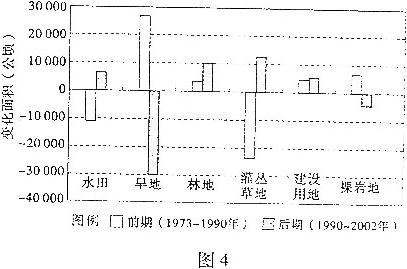 变化面积（公顷）
30 000
20 000
10 000
0
-10 000
-20 000
-30 000
-40 000
水田 旱地 林地 灌丛草地 建设用地 裸岩地
图例 前期（1973-1990年） 后期（1990~2002年）
图 4